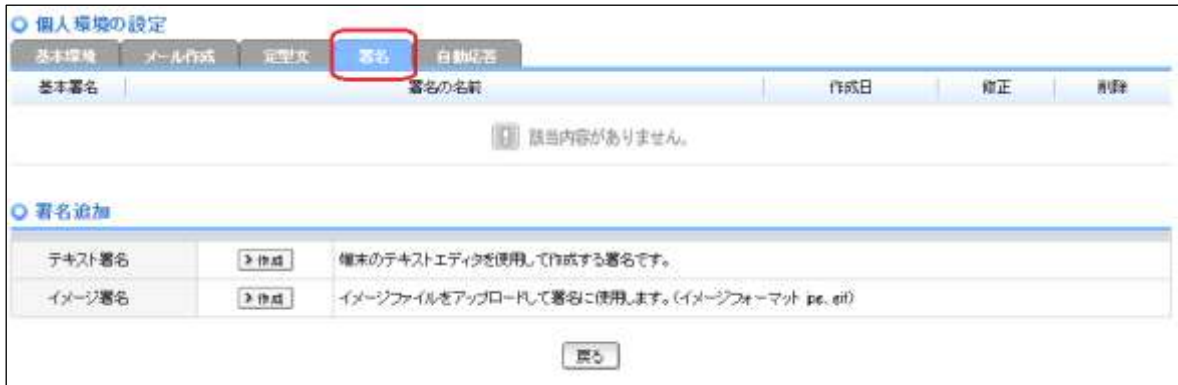 個人環境の設定
基本環境 メール作成 定型文 署名 自動応答
基本署名 署名の名前 作成日 修正 削除
該当内容がありません。
署名追加
テキスト署名 作成 端末のテキストエディタを使用して作成する署名です。
イメージ署名 作成 イメージファイルをアップロードして署名に使用します。(イメージフォーマット jpg、gif)
戻る